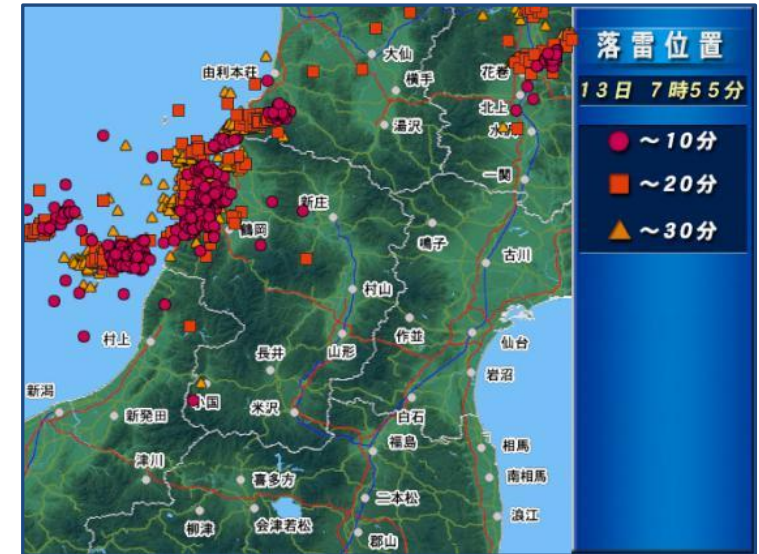 落雷位置
13日 7時55分
～10分
～20分
～30分
大仙
由利本荘
横手
花巻
北上
湯沢
一関
新庄
鶴岡
鳴子
古川
村山
作並
仙台
村上
長井
山形
岩沼
新潟
小国
米沢
新発田
白石
福島
相馬
津川
喜多方
南相馬
二本松
柳津
会津若松
浪江
郡山